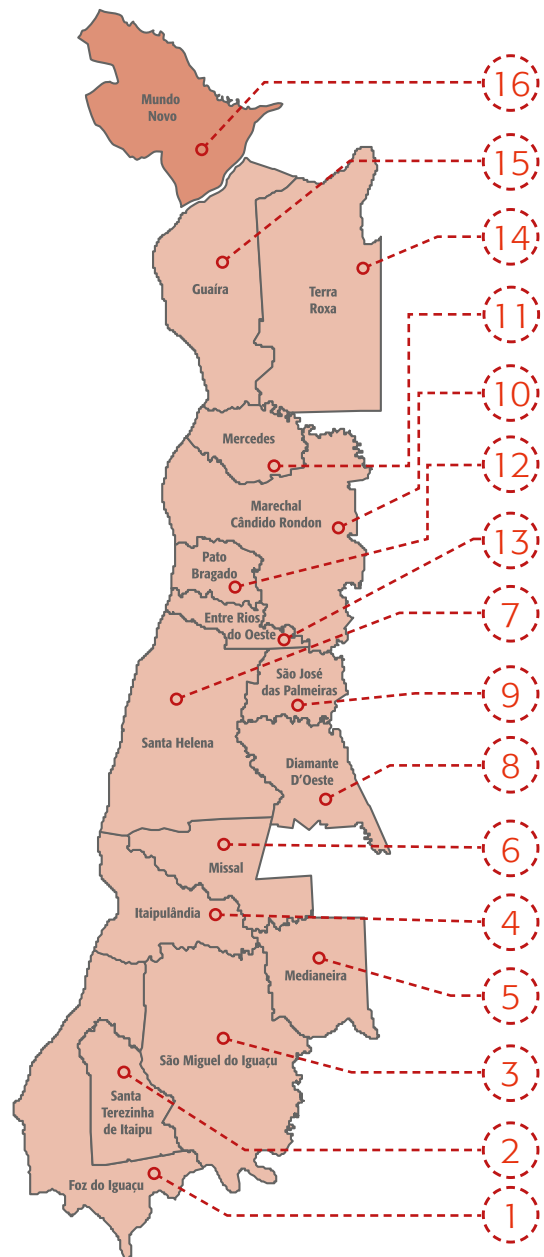 Mundo
Novo
16
15
14
Guaíra
Terra
Roxa
11
10
Mercedes
12
Marechal
Cândido Rondon
13
Pato
Bragado
7
Entre Rios
do Oeste
São José
das Palmeiras
9
Santa Helena
Diamante
D'Oeste
8
6
Missal
Itaipulândia
4
Medianeira
5
São Miguel do Iguaçu
3
Santa
Terezinha
de Itaipu
2
Foz do Iguaçu
1